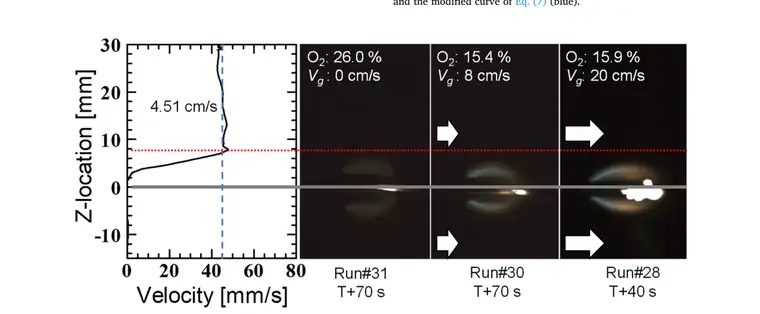 and the modified curve of Eq. (7) (blue).
30
20
10
0
-10
Z-location [mm]
4.51 cm/s
0 20 40 60 80
Velocity [mm/s]
O2: 26.0 %
Vg: 0 cm/s
O2: 15.4 %
Vg: 8 cm/s
O2: 15.9 %
Vg: 20 cm/s
Run#31
T+70 s
Run#30
T+70 s
Run#28
T+40 s